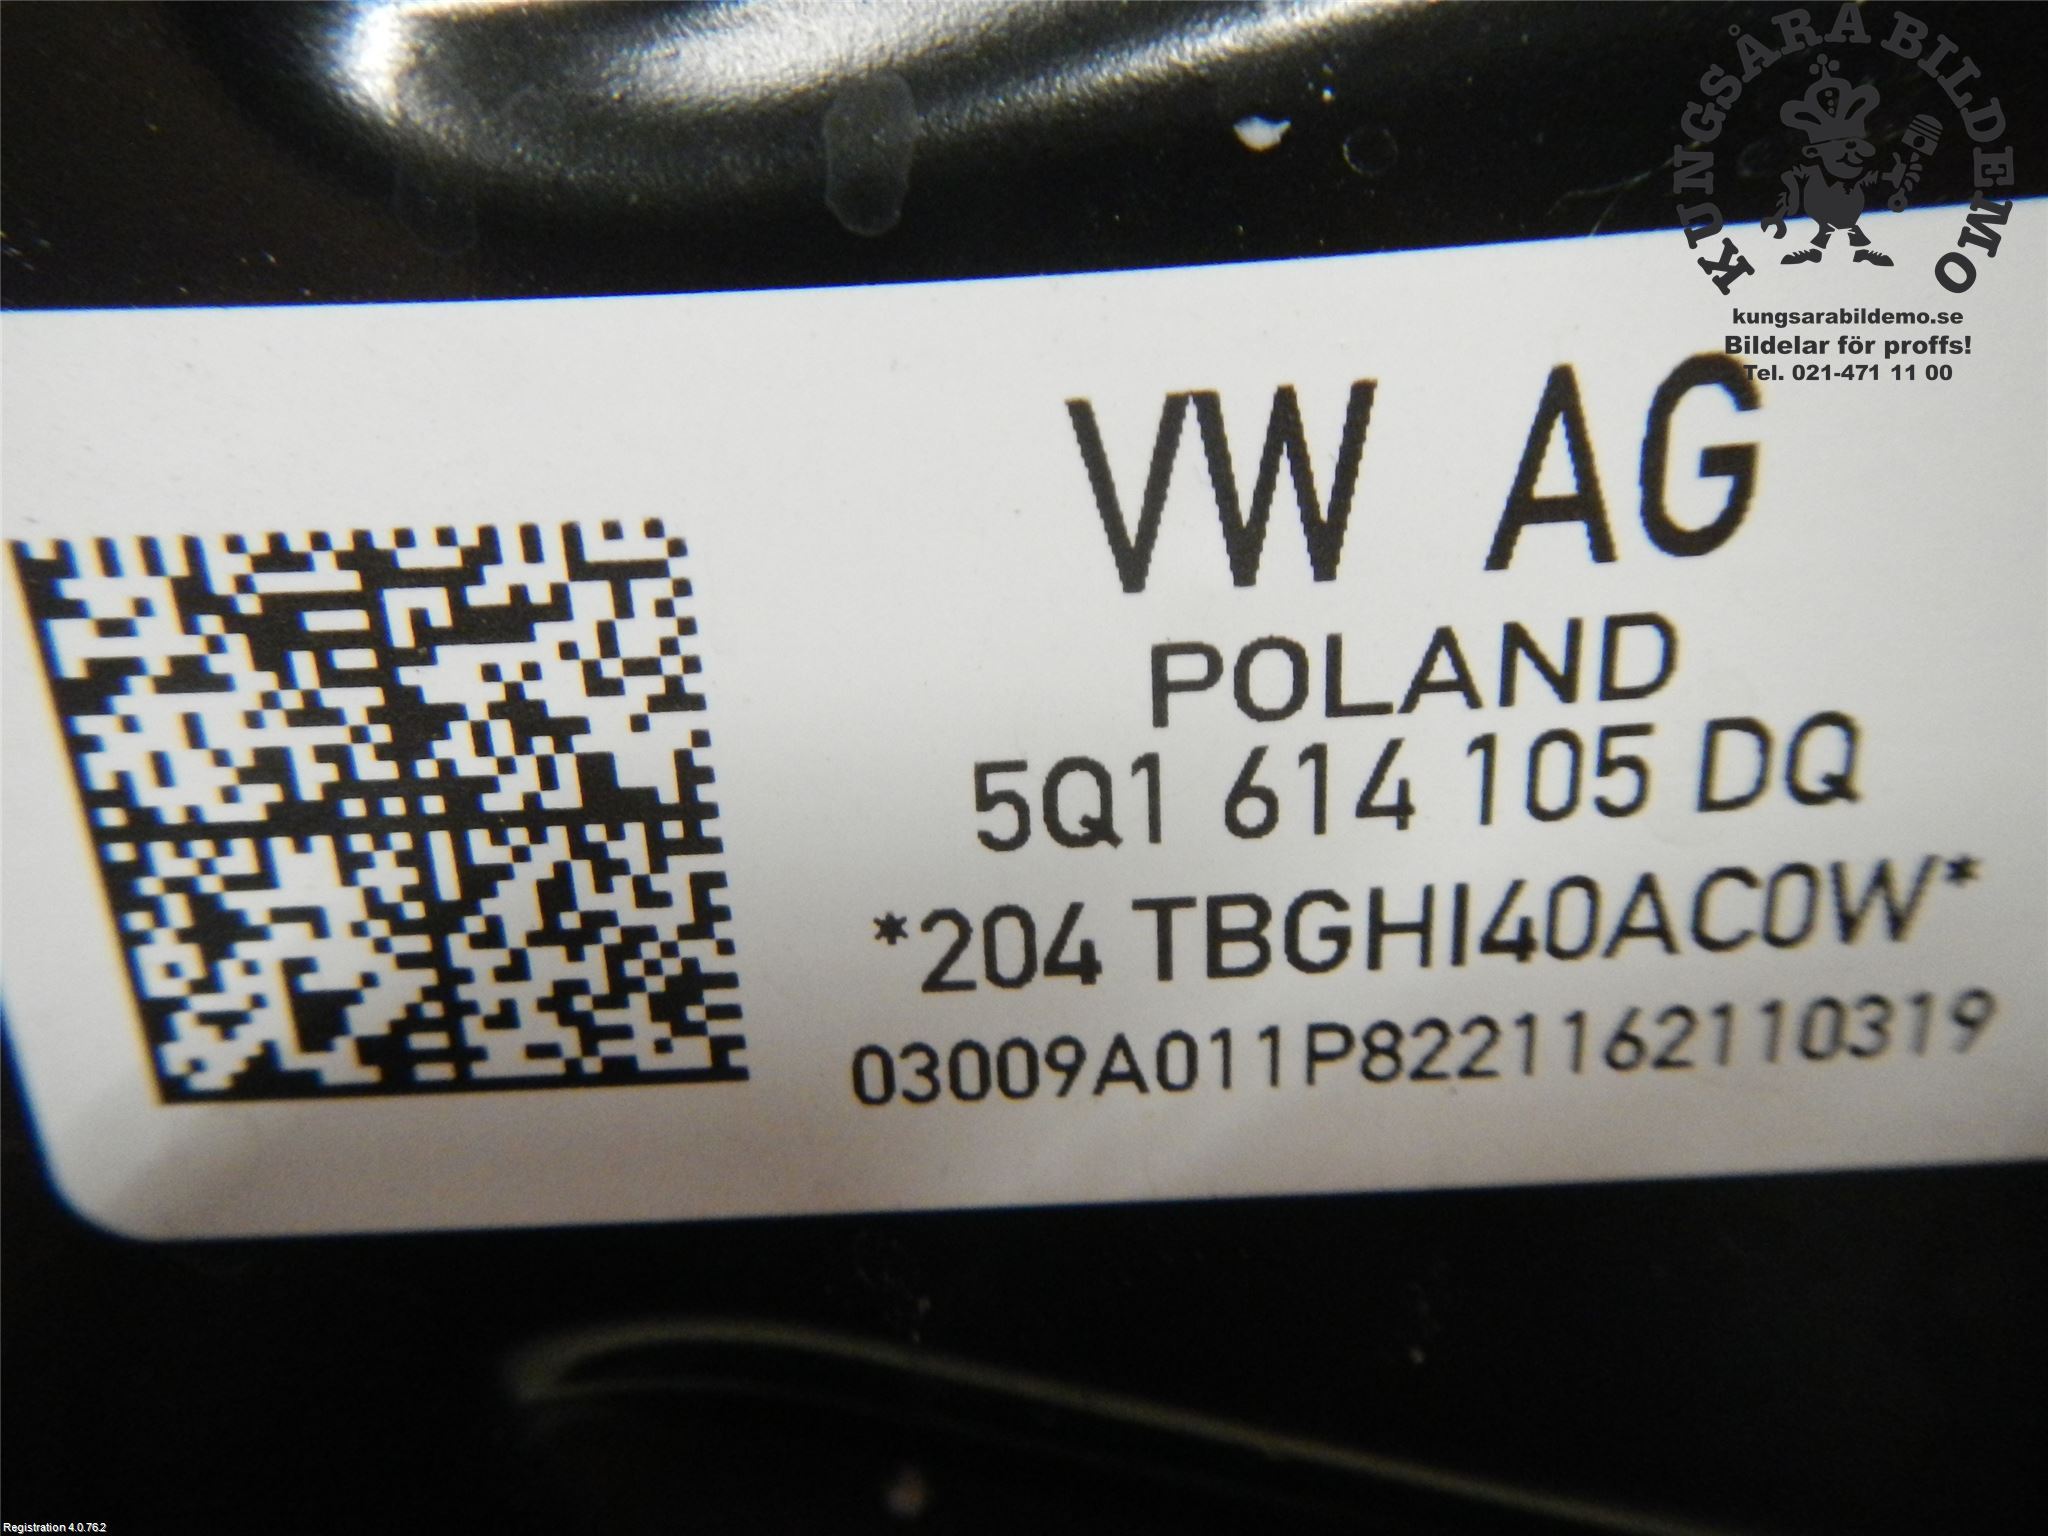 KUNGSÅRA BILDEMO
kungsarabildemo.se
Bildelar för proffs!
Tel. 021-471 11 00
VW AG
POLAND
5Q1 614 105 DQ
*204 TBGHI40AC0W*
03009A011P8221162110319
Registration 4.0.76.2